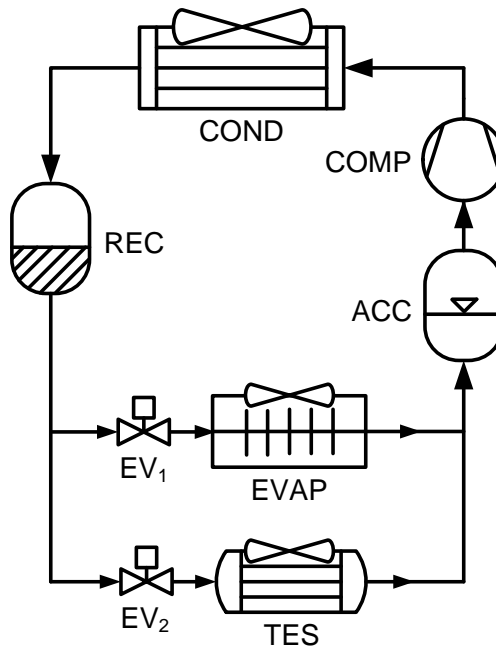 COND
COMP
REC
ACC
EV₁
EVAP
EV₂
TES